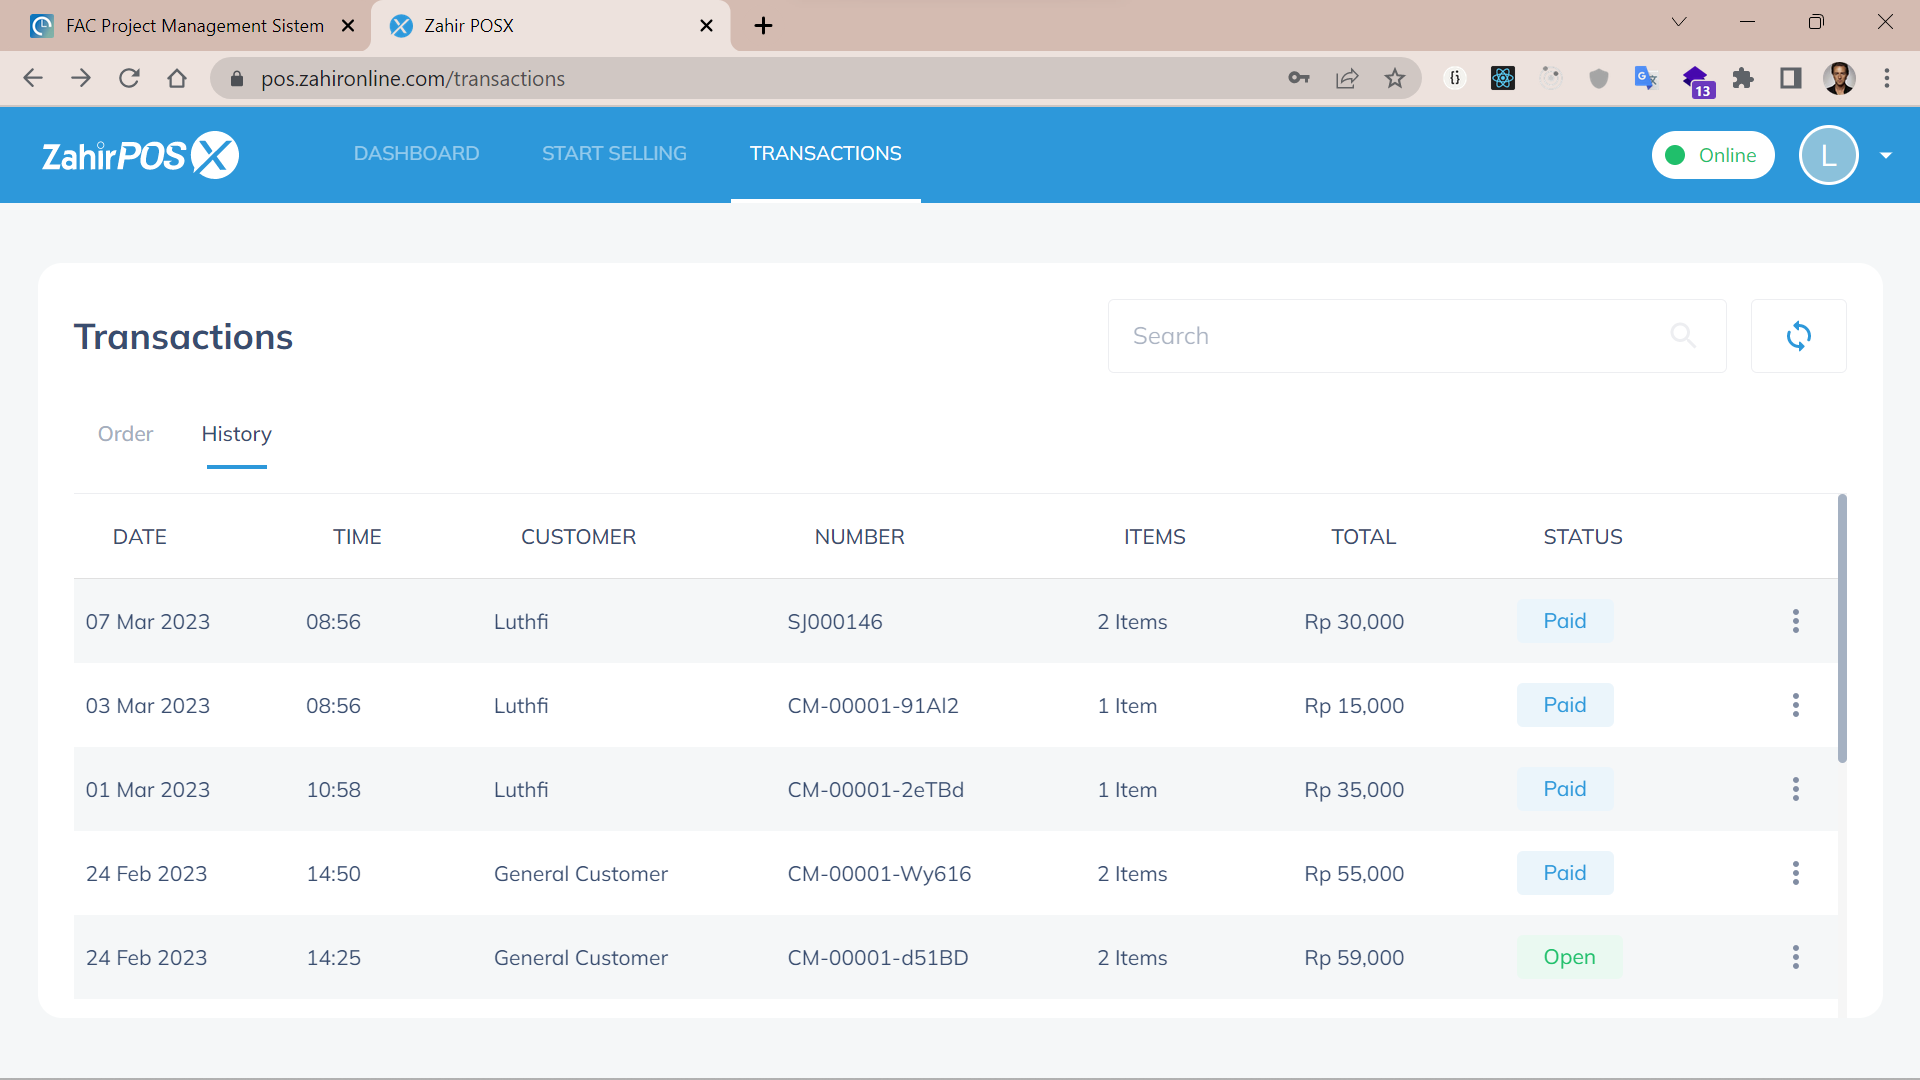 FAC Project Management Sistem
Zahir POSX
pos.zahironline.com/transactions
{}
G
13
ZahirPOS X
DASHBOARD
START SELLING
TRANSACTIONS
Online
L
Transactions
Search
Order
History
DATE TIME CUSTOMER NUMBER ITEMS TOTAL STATUS
07 Mar 2023 08:56 Luthfi SJ000146 2 Items Rp 30,000 Paid
03 Mar 2023 08:56 Luthfi CM-00001-91Al2 1 Item Rp 15,000 Paid
01 Mar 2023 10:58 Luthfi CM-00001-2eTBd 1 Item Rp 35,000 Paid
24 Feb 2023 14:50 General Customer CM-00001-Wy616 2 Items Rp 55,000 Paid
24 Feb 2023 14:25 General Customer CM-00001-d51BD 2 Items Rp 59,000 Open